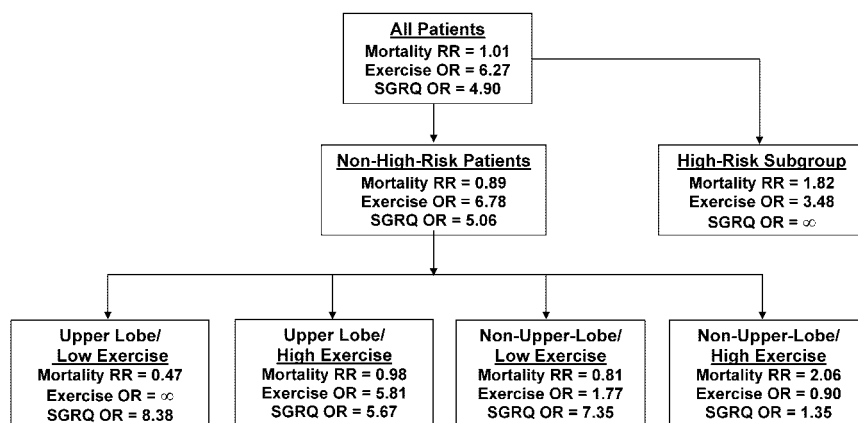 All Patients
Mortality RR = 1.01
Exercise OR = 6.27
SGRQ OR = 4.90
Non-High-Risk Patients
Mortality RR = 0.89
Exercise OR = 6.78
SGRQ OR = 5.06
High-Risk Subgroup
Mortality RR = 1.82
Exercise OR = 3.48
SGRQ OR = ∞
Upper Lobe/
Low Exercise
Mortality RR = 0.47
Exercise OR = ∞
SGRQ OR = 8.38
Upper Lobe/
High Exercise
Mortality RR = 0.98
Exercise OR = 5.81
SGRQ OR = 5.67
Non-Upper-Lobe/
Low Exercise
Mortality RR = 0.81
Exercise OR = 1.77
SGRQ OR = 7.35
Non-Upper-Lobe/
High Exercise
Mortality RR = 2.06
Exercise OR = 0.90
SGRQ OR = 1.35